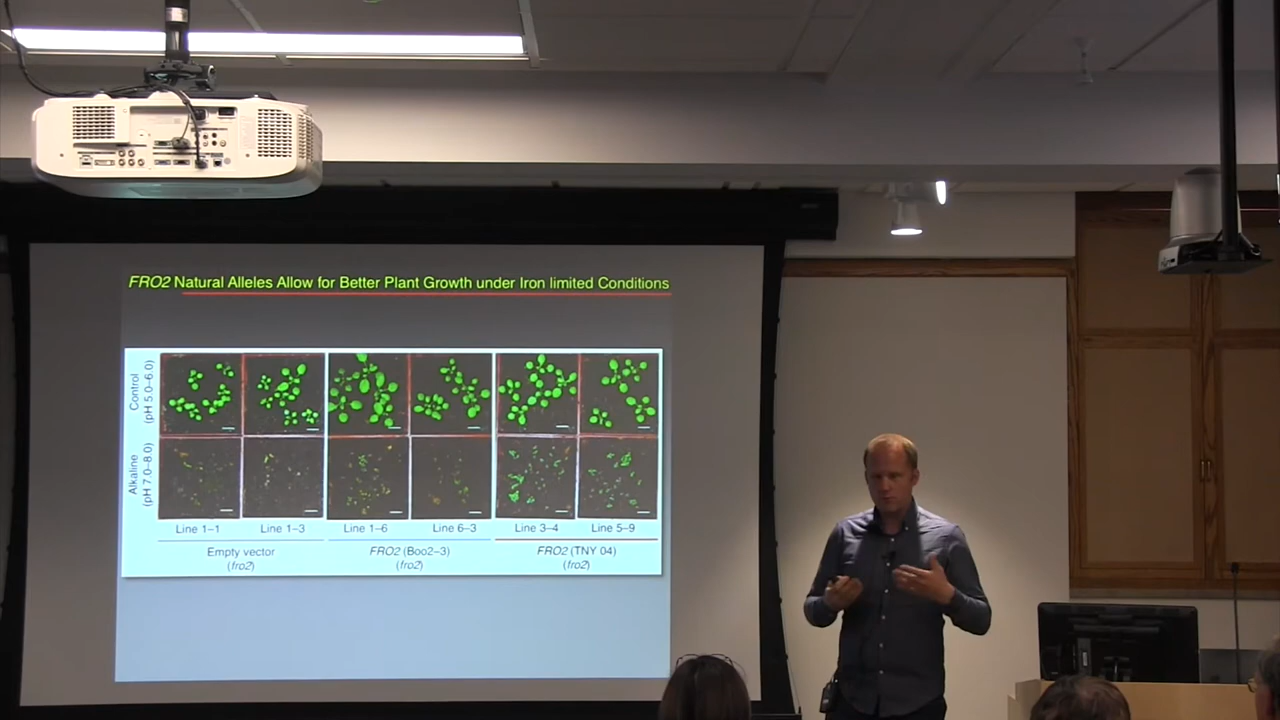 FRO2 Natural Alleles Allow for Better Plant Growth under Iron limited Conditions
Control
(pH 5.0–6.0)
Alkaline
(pH 7.0–8.0)
Line 1–1
Line 1–3
Line 1–6
Line 6–3
Line 3–4
Line 5–9
Empty vector
(fro2)
FRO2 (Boo2–3)
(fro2)
FRO2 (TNY 04)
(fro2)